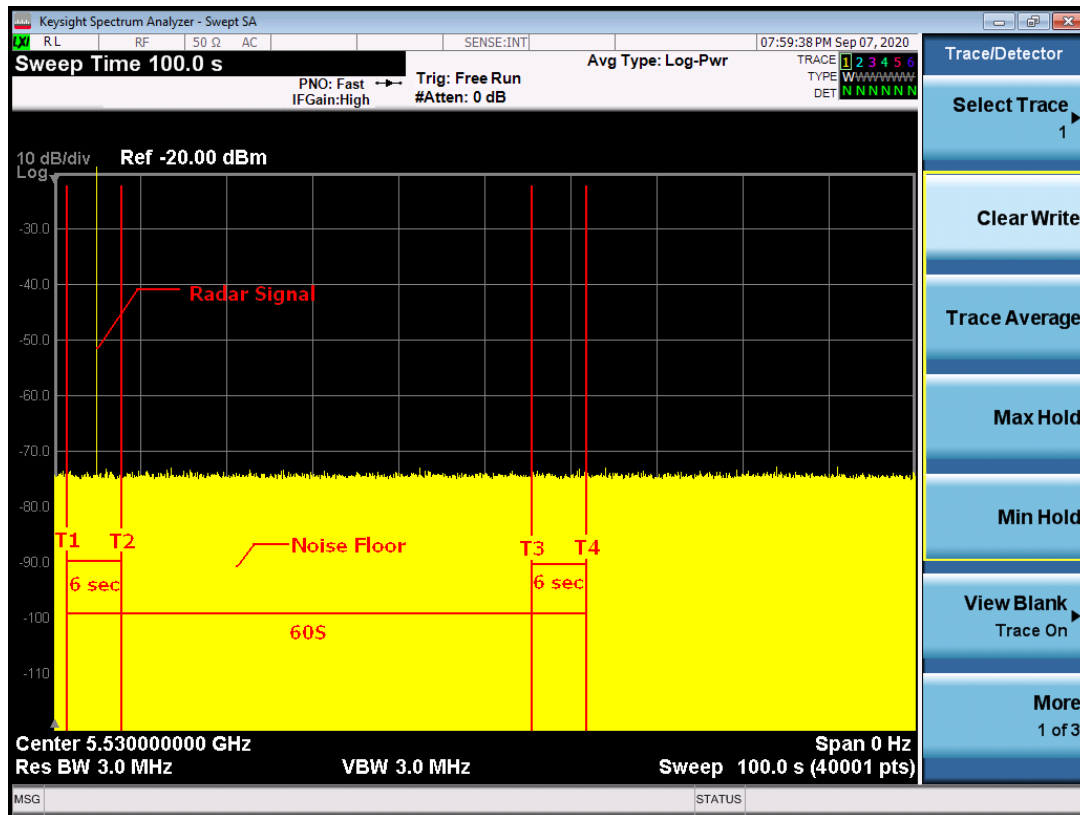 Keysight Spectrum Analyzer - Swept SA
LXI RL RF 50 Ω AC SENSE:INT 07:59:38 PM Sep 07, 2020
Sweep Time 100.0 s
PNO: Fast
IFGain:High
Trig: Free Run
#Atten: 0 dB
Avg Type: Log-Pwr
TRACE 1 2 3 4 5 6
TYPE WWWWWW
DET N N N N N N
10 dB/div Ref -20.00 dBm
Log
-30.0
-40.0
-50.0
-60.0
-70.0
-80.0
-90.0
-100
-110
Radar Signal
T1 T2 Noise Floor T3 T4
6 sec 6 sec
60S
Center 5.530000000 GHz Span 0 Hz
Res BW 3.0 MHz VBW 3.0 MHz Sweep 100.0 s (40001 pts)
MSG STATUS
Trace/Detector
Select Trace
1
Clear Write
Trace Average
Max Hold
Min Hold
View Blank
Trace On
More
1 of 3